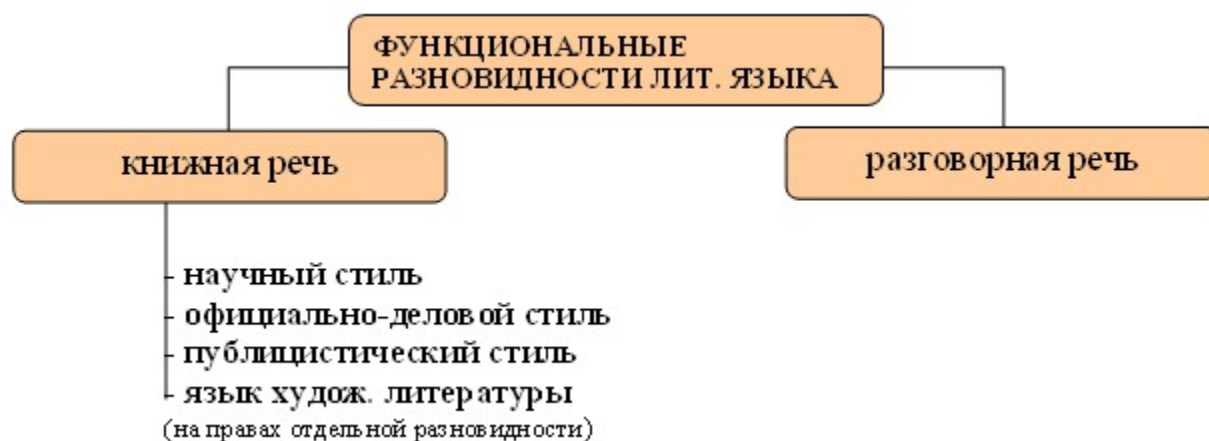 ФУНКЦИОНАЛЬНЫЕ
РАЗНОВИДНОСТИ ЛИТ. ЯЗЫКА
книжная речь
разговорная речь
- научный стиль
- официально-деловой стиль
- публицистический стиль
- язык худож. литературы
(на правах отдельной разновидности)